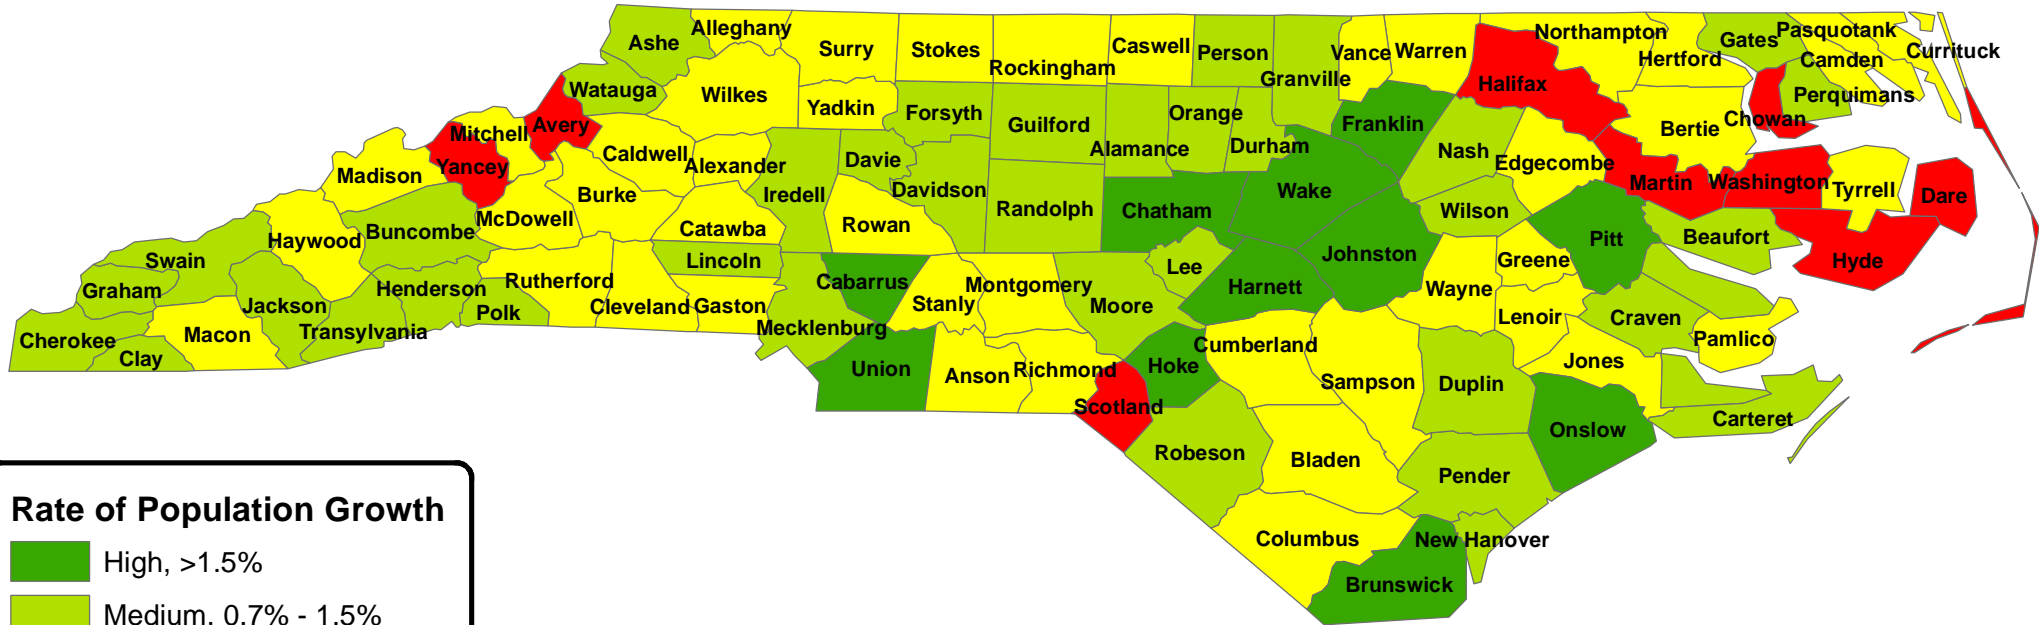 Ashe
Alleghany
Surry
Stokes
Rockingham
Caswell
Person
Granville
Vance
Warren
Northampton
Halifax
Hertford
Gates
Pasquotank
Camden
Currituck
Perquimans
Chowan
Bertie
Watauga
Wilkes
Yadkin
Forsyth
Guilford
Alamance
Orange
Durham
Franklin
Nash
Edgecombe
Martin
Washington
Tyrrell
Dare
Mitchell
Avery
Yancey
Madison
Caldwell
Alexander
Burke
McDowell
Iredell
Davie
Davidson
Randolph
Chatham
Wake
Wilson
Pitt
Beaufort
Hyde
Haywood
Buncombe
Catawba
Rowan
Lincoln
Swain
Graham
Jackson
Henderson
Rutherford
Polk
Cleveland
Gaston
Cabarrus
Stanly
Montgomery
Moore
Lee
Harnett
Johnston
Greene
Wayne
Lenoir
Craven
Pamlico
Cherokee
Clay
Macon
Transylvania
Mecklenburg
Union
Anson
Richmond
Scotland
Hoke
Cumberland
Sampson
Duplin
Jones
Onslow
Carteret
Robeson
Bladen
Pender
Columbus
New Hanover
Brunswick
Rate of Population Growth
High, >1.5%
Medium, 0.7% - 1.5%